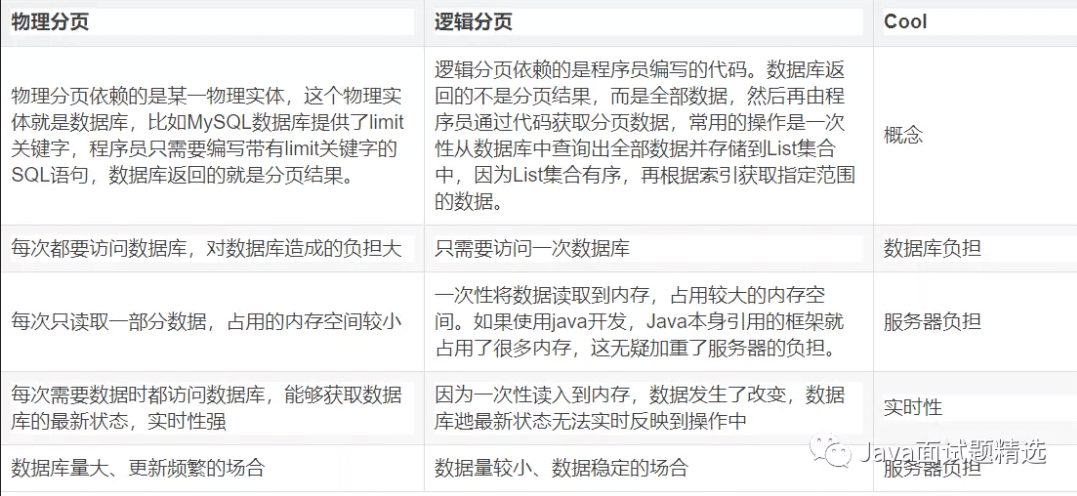 物理分页
逻辑分页
Cool
物理分页依赖的是某一物理实体，这个物理实
体就是数据库，比如MySQL数据库提供了limit
关键字，程序员只需要编写带有limit关键字的
SQL语句，数据库返回的就是分页结果。
逻辑分页依赖的是程序员编写的代码。数据库返
回的不是分页结果，而是全部数据，然后再由程
序员通过代码获取分页数据，常用的操作是一次
性从数据库中查询出全部数据并存储到List集合
中，因为List集合有序，再根据索引获取指定范围
的数据。
概念
每次都要访问数据库，对数据库造成的负担大
只需要访问一次数据库
数据库负担
每次只读取一部分数据，占用的内存空间较小
一次性将数据读取到内存，占用较大的内存空
间。如果使用java开发，Java本身引用的框架就
占用了很多内存，这无疑加重了服务器的负担。
服务器负担
每次需要数据时都访问数据库，能够获取数据
库的最新状态，实时性强
因为一次性读入到内存，数据发生了改变，数据
库逇最新状态无法实时反映到操作中
实时性
数据库量大、更新频繁的场合
数据量较小、数据稳定的场合
服务器负担
Java面试题精选